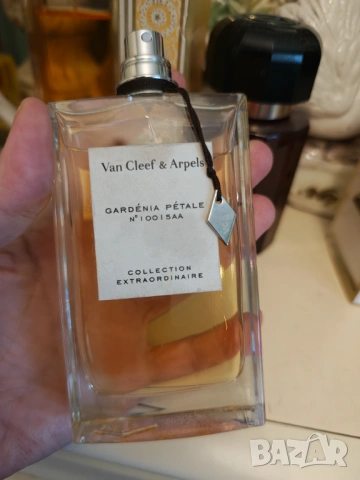 Van Cleef & Arpels
GARDÉNIA PÉTALE
N° 10015AA
COLLECTION
EXTRAORDINAIRE
BAZAR